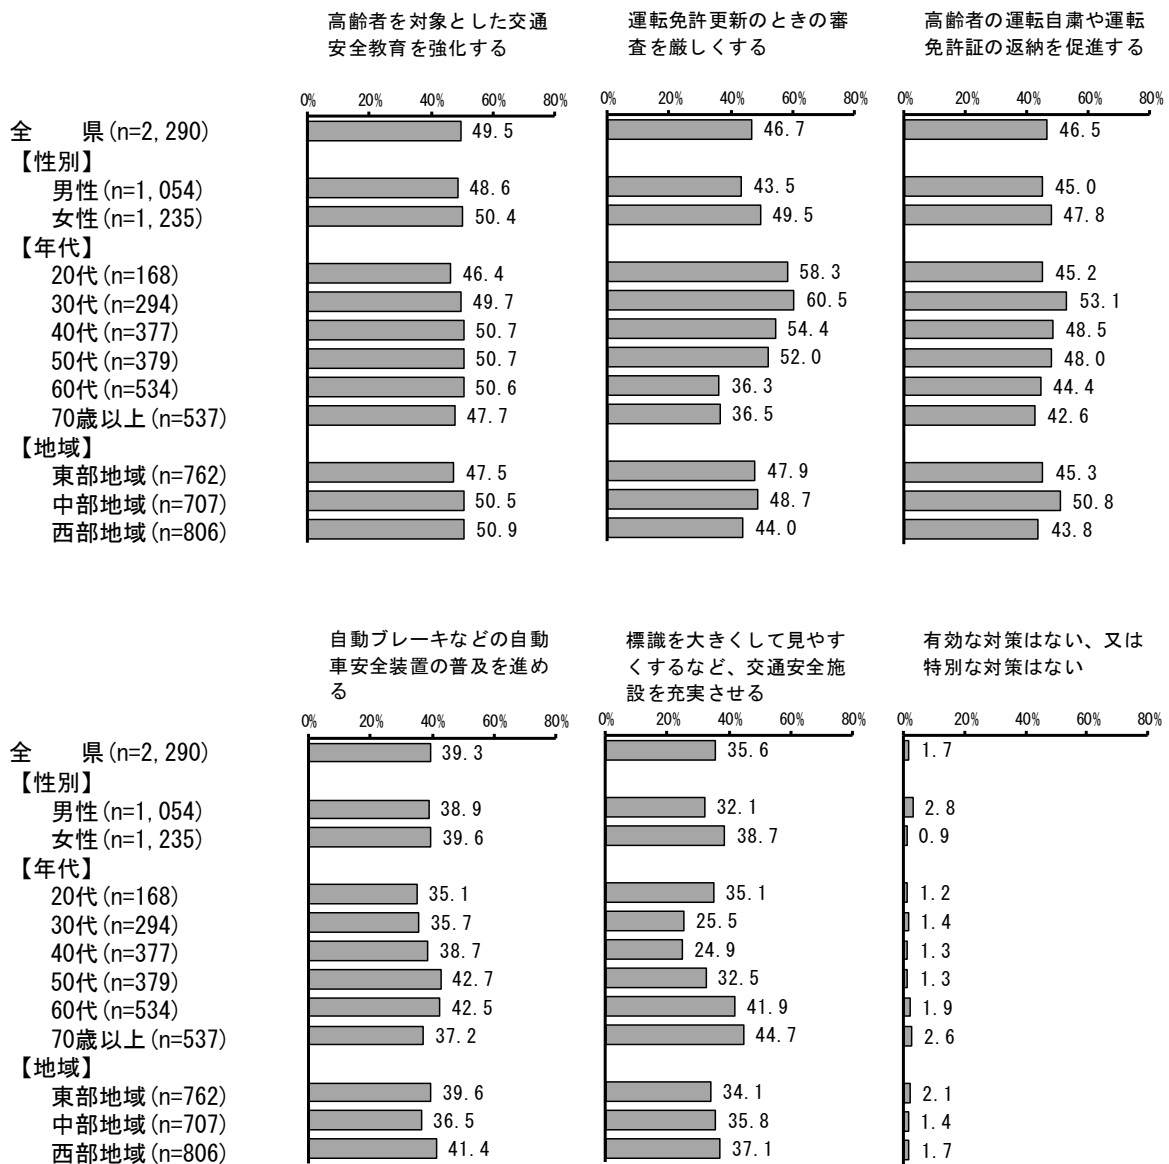 高齢者を対象とした交通
安全教育を強化する
運転免許更新のときの審
査を厳しくする
高齢者の運転自粛や運転
免許証の返納を促進する
0% 20% 40% 60% 80% 0% 20% 40% 60% 80% 0% 20% 40% 60% 80%
全 県(n=2,290) 49.5 46.7 46.5
【性別】
男性(n=1,054) 48.6 43.5 45.0
女性(n=1,235) 50.4 49.5 47.8
【年代】
20代(n=168) 46.4 58.3 45.2
30代(n=294) 49.7 60.5 53.1
40代(n=377) 50.7 54.4 48.5
50代(n=379) 50.7 52.0 48.0
60代(n=534) 50.6 36.3 44.4
70歳以上(n=537) 47.7 36.5 42.6
【地域】
東部地域(n=762) 47.5 47.9 45.3
中部地域(n=707) 50.5 48.7 50.8
西部地域(n=806) 50.9 44.0 43.8
自動ブレーキなどの自動
車安全装置の普及を進め
る
標識を大きくして見やす
くするなど、交通安全施
設を充実させる
有効な対策はない、又は
特別な対策はない
0% 20% 40% 60% 80% 0% 20% 40% 60% 80% 0% 20% 40% 60% 80%
全 県(n=2,290) 39.3 35.6 1.7
【性別】
男性(n=1,054) 38.9 32.1 2.8
女性(n=1,235) 39.6 38.7 0.9
【年代】
20代(n=168) 35.1 35.1 1.2
30代(n=294) 35.7 25.5 1.4
40代(n=377) 38.7 24.9 1.3
50代(n=379) 42.7 32.5 1.3
60代(n=534) 42.5 41.9 1.9
70歳以上(n=537) 37.2 44.7 2.6
【地域】
東部地域(n=762) 39.6 34.1 2.1
中部地域(n=707) 36.5 35.8 1.4
西部地域(n=806) 41.4 37.1 1.7